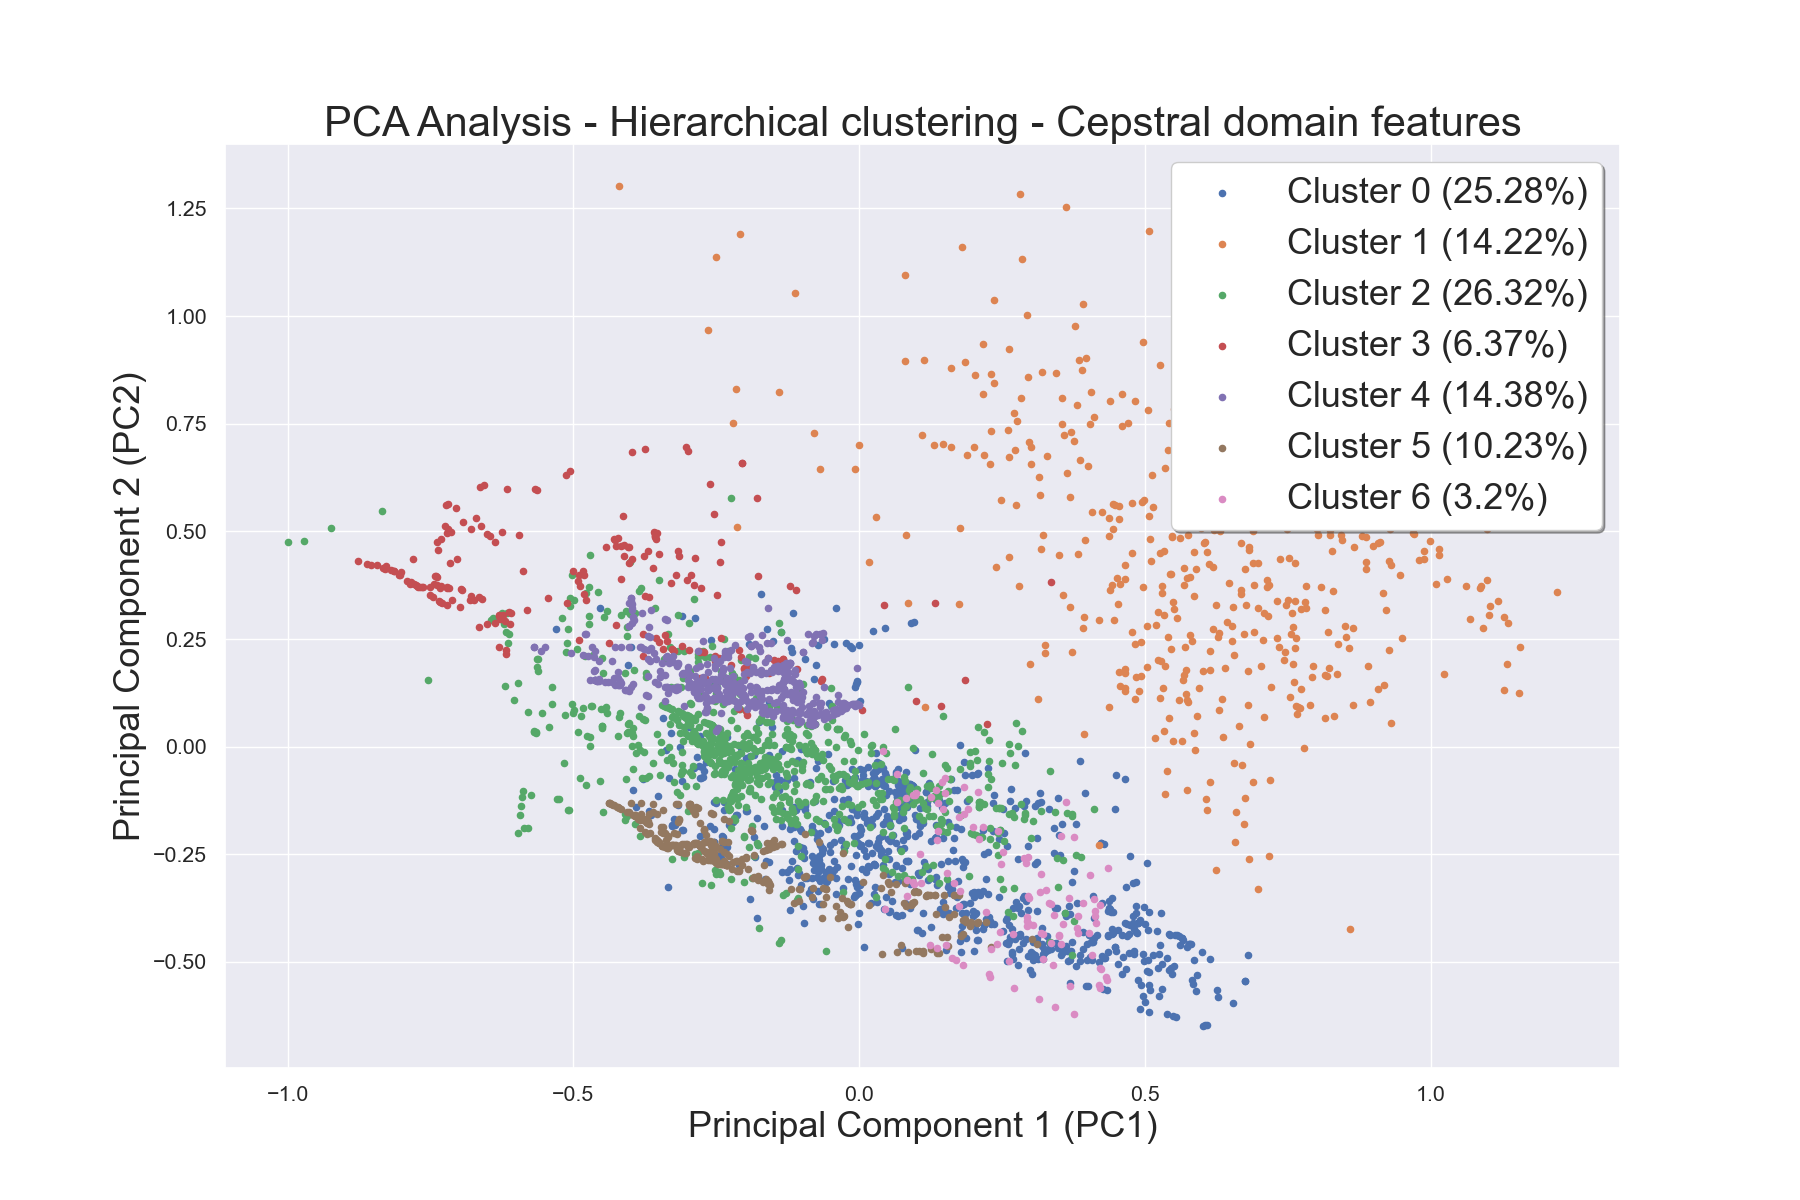 PCA Analysis - Hierarchical clustering - Cepstral domain features
Cluster 0 (25.28%)
Cluster 1 (14.22%)
Cluster 2 (26.32%)
Cluster 3 (6.37%)
Cluster 4 (14.38%)
Cluster 5 (10.23%)
Cluster 6 (3.2%)
Principal Component 2 (PC2)
1.25
1.00
0.75
0.50
0.25
0.00
−0.25
−0.50
−1.0
−0.5
0.0
0.5
1.0
Principal Component 1 (PC1)